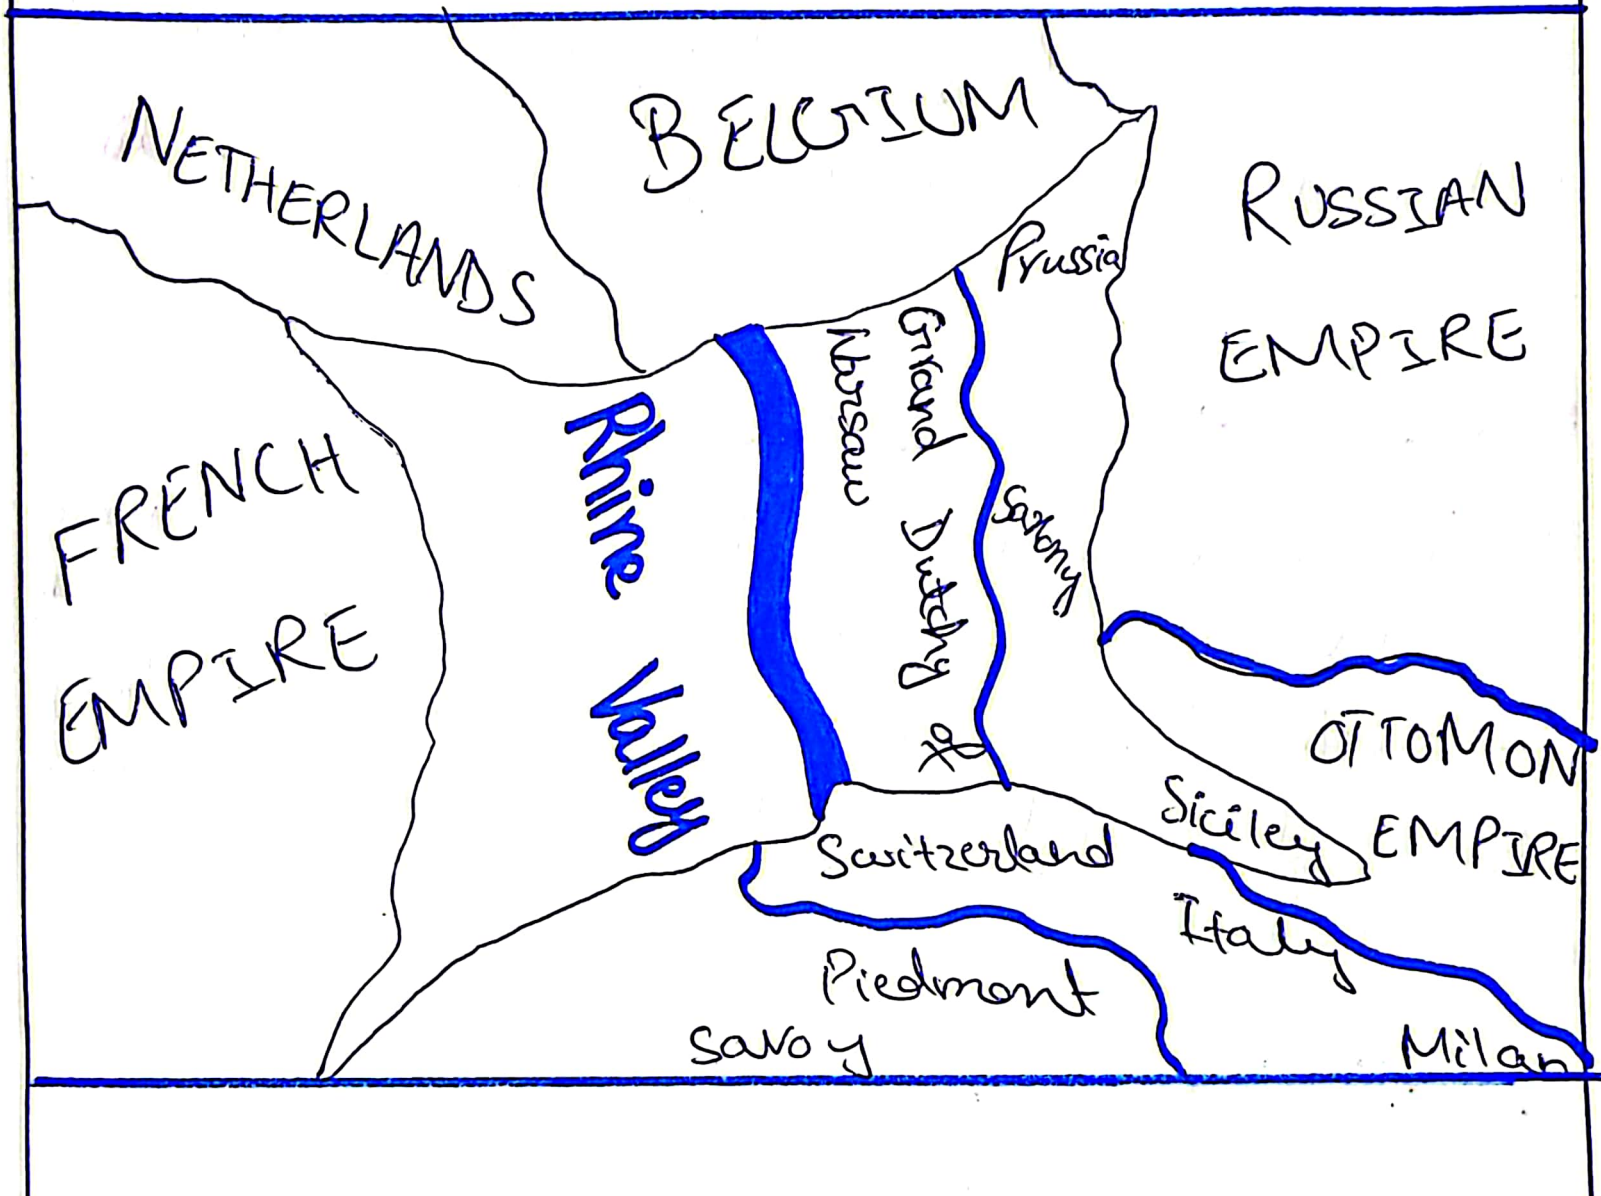 NETHERLANDS
BELGIUM
RUSSIAN
EMPIRE
Prussia
FRENCH
EMPIRE
Rhine
Valley
Grand Dutchy of
Warsaw
Saxony
OTTOMON
EMPIRE
Siciley
Switzerland
Italy
Piedmont
Savoy
Milan